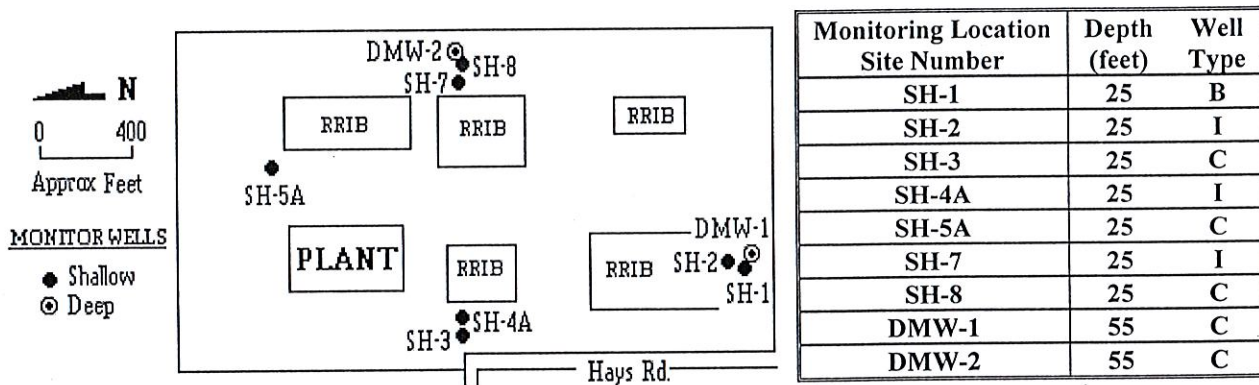 N
0 400
Approx Feet
MONITOR WELLS
Shallow
Deep
DMW-2
SH-8
SH-7
RRIB
RRIB
RRIB
SH-5A
PLANT
RRIB
RRIB
DMW-1
SH-2
SH-1
SH-4A
SH-3
Hays Rd.
Monitoring Location Depth Well
Site Number (feet) Type
SH-1 25 B
SH-2 25 I
SH-3 25 C
SH-4A 25 I
SH-5A 25 C
SH-7 25 I
SH-8 25 C
DMW-1 55 C
DMW-2 55 C